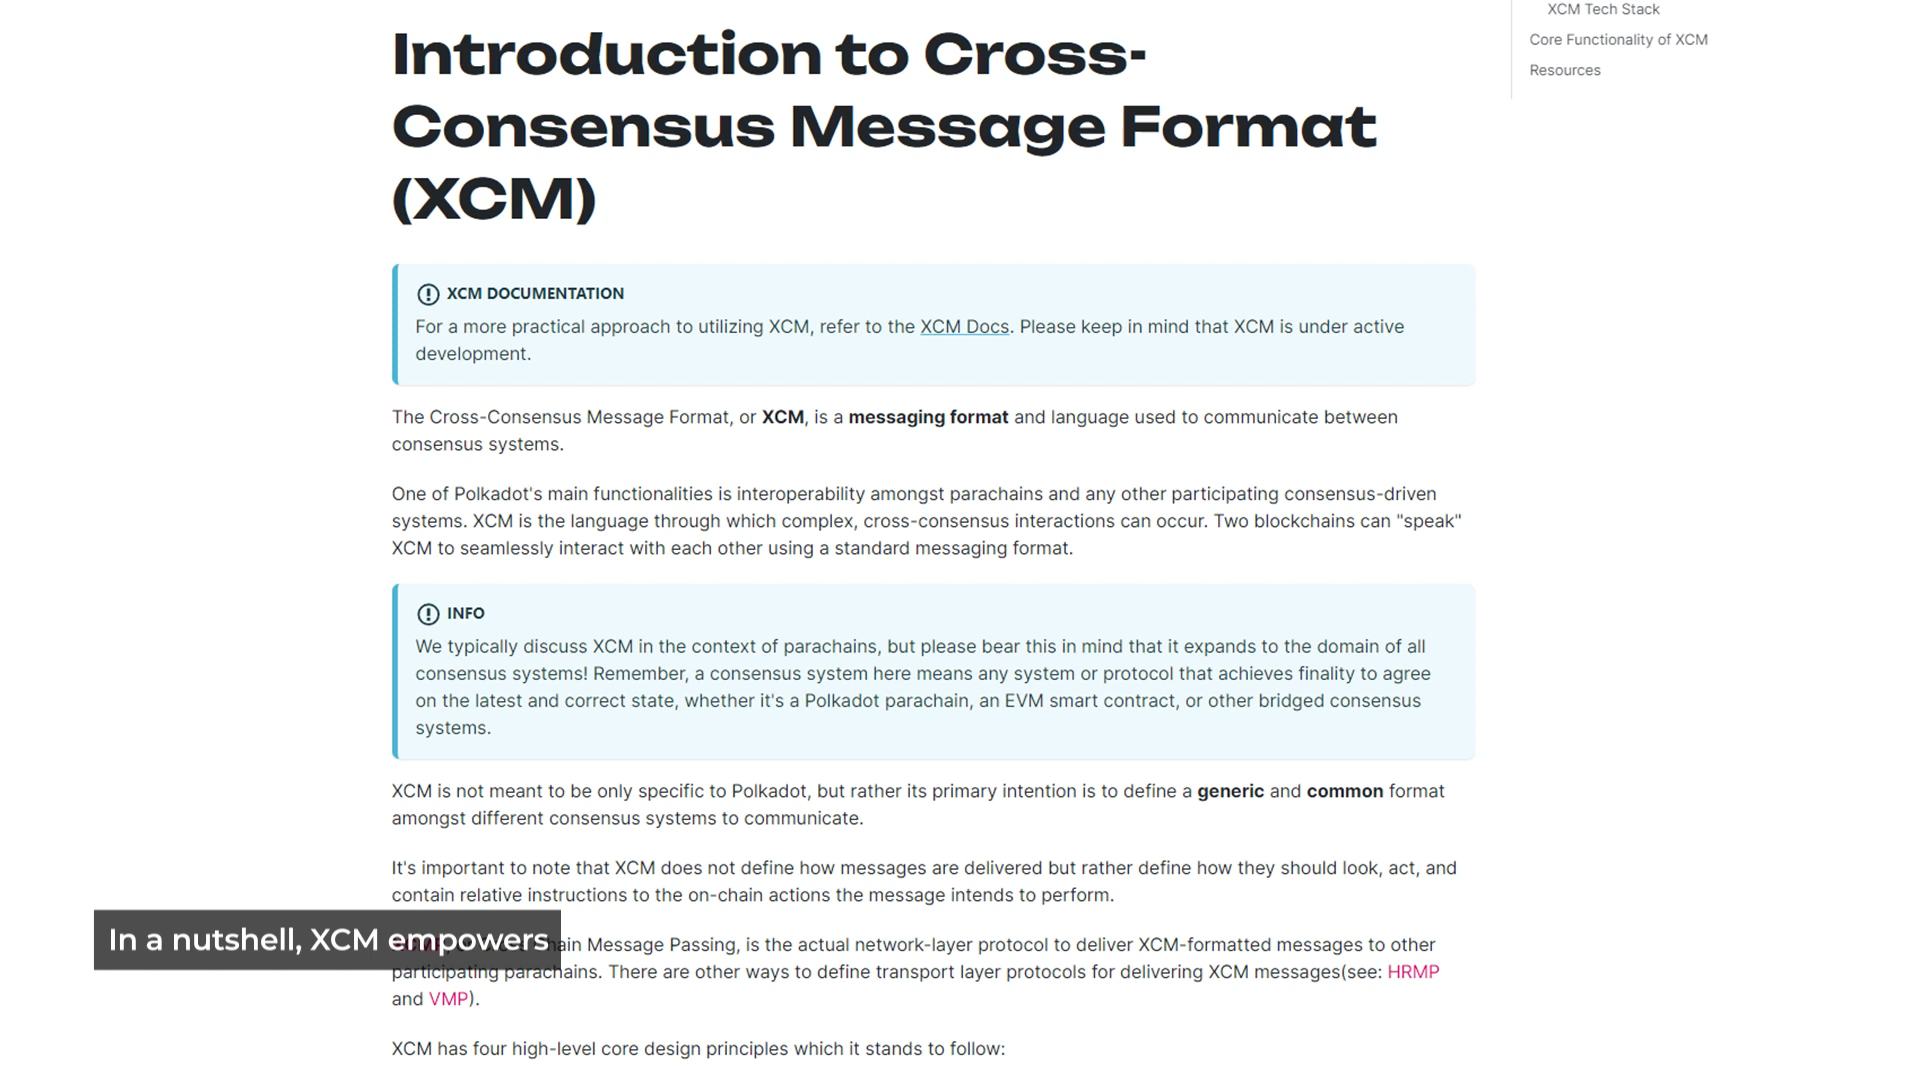 XCM Tech Stack
Core Functionality of XCM
Resources
Introduction to Cross-
Consensus Message Format
(XCM)
XCM DOCUMENTATION
For a more practical approach to utilizing XCM, refer to the XCM Docs. Please keep in mind that XCM is under active
development.
The Cross-Consensus Message Format, or XCM, is a messaging format and language used to communicate between
consensus systems.
One of Polkadot's main functionalities is interoperability amongst parachains and any other participating consensus-driven
systems. XCM is the language through which complex, cross-consensus interactions can occur. Two blockchains can "speak"
XCM to seamlessly interact with each other using a standard messaging format.
INFO
We typically discuss XCM in the context of parachains, but please bear this in mind that it expands to the domain of all
consensus systems! Remember, a consensus system here means any system or protocol that achieves finality to agree
on the latest and correct state, whether it's a Polkadot parachain, an EVM smart contract, or other bridged consensus
systems.
XCM is not meant to be only specific to Polkadot, but rather its primary intention is to define a generic and common format
amongst different consensus systems to communicate.
It's important to note that XCM does not define how messages are delivered but rather define how they should look, act, and
contain relative instructions to the on-chain actions the message intends to perform.
In a nutshell, XCM empowers
Message Passing, is the actual network-layer protocol to deliver XCM-formatted messages to other
participating parachains. There are other ways to define transport layer protocols for delivering XCM messages(see: HRMP
and VMP).
XCM has four high-level core design principles which it stands to follow: